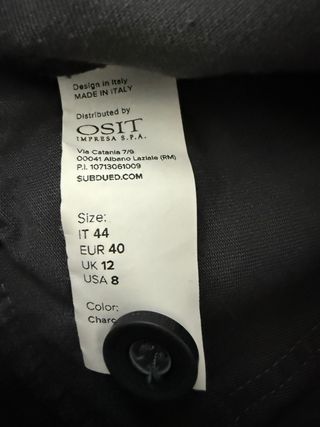 Design in Italy
MADE IN ITALY
Distributed by
OSIT
IMPRESA S.P.A.
Via Catania 7/9
00041 Albano Laziale (RM)
P.I. 10713061009
SUBDUED.COM
Size:
IT 44
EUR 40
UK 12
USA 8
Color:
Charc